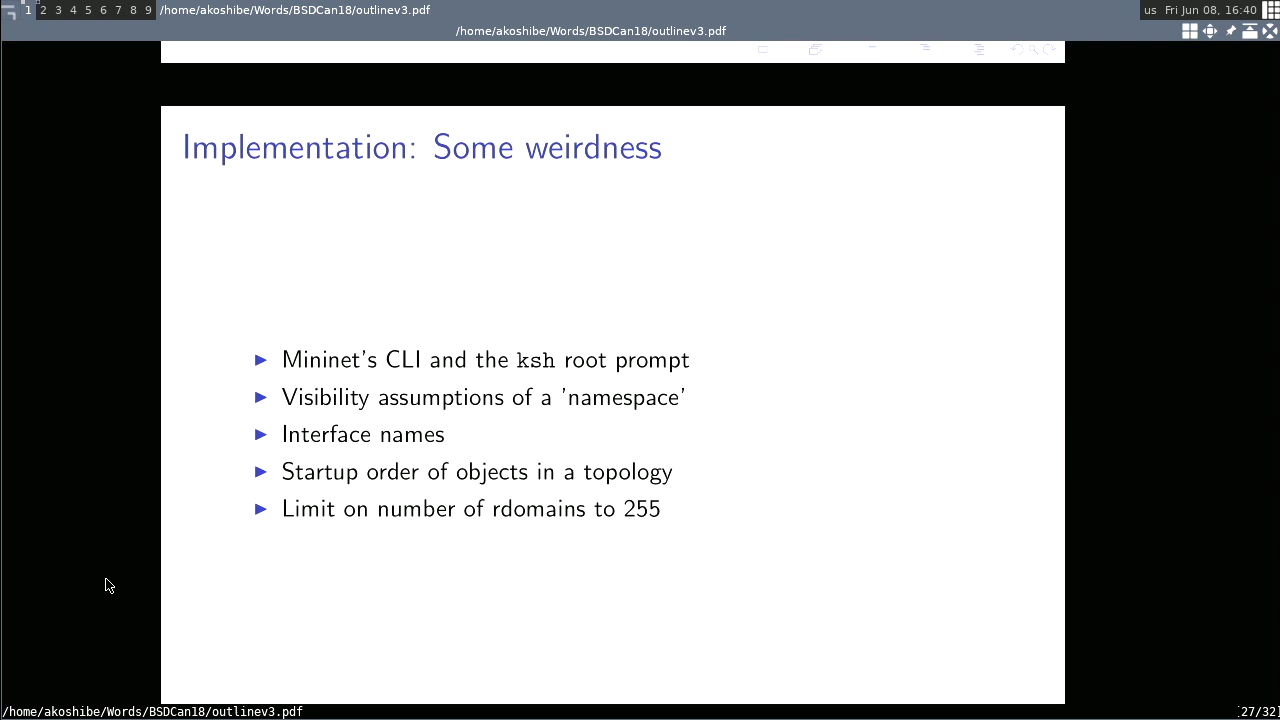 1 2 3 4 5 6 7 8 9 /home/akoshibe/Words/BSDCan18/outlinev3.pdf us Fri Jun 08, 16:40
/home/akoshibe/Words/BSDCan18/outlinev3.pdf
Implementation: Some weirdness
Mininet's CLI and the ksh root prompt
Visibility assumptions of a 'namespace'
Interface names
Startup order of objects in a topology
Limit on number of rdomains to 255
/home/akoshibe/Words/BSDCan18/outlinev3.pdf [27/32]